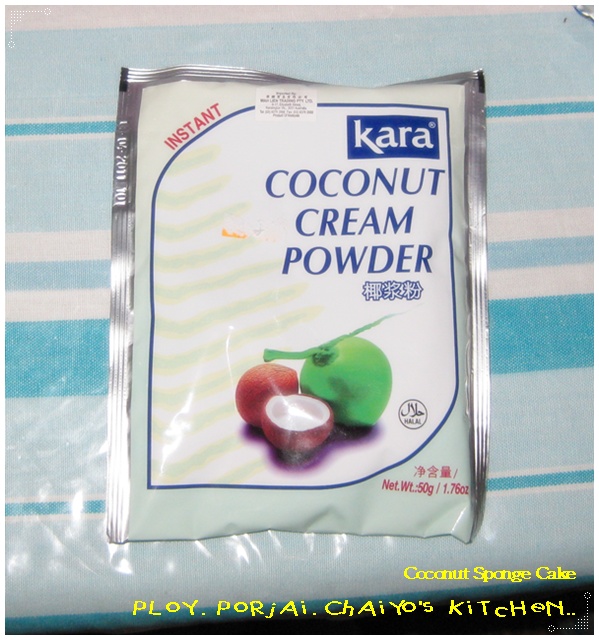 INSTANT
kara®
COCONUT
CREAM
POWDER
椰浆粉
حلال
HALAL
净含量/
Net.Wt.:50g / 1.76oz
Coconut Sponge Cake
PLOY. PORJAI. CHAIYO'S KITCHEN..